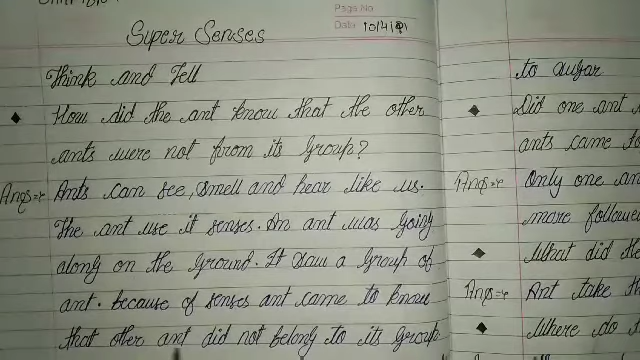 Page No
Date 10/4/21
Super Senses
Think and Tell
How did the ant know that the other
ants were not from its Group?
Ans→ Ants can see, smell and hear like us.
The ant use it senses. An ant was going
along on the Ground. It saw a Group of
ant. because of senses ant came to know
that other ant did not belong to its Group
to augar
Did one ant
ants came to
Ans→ Only one an
more followe
What did the
Ans→ Ant take th
Where do t